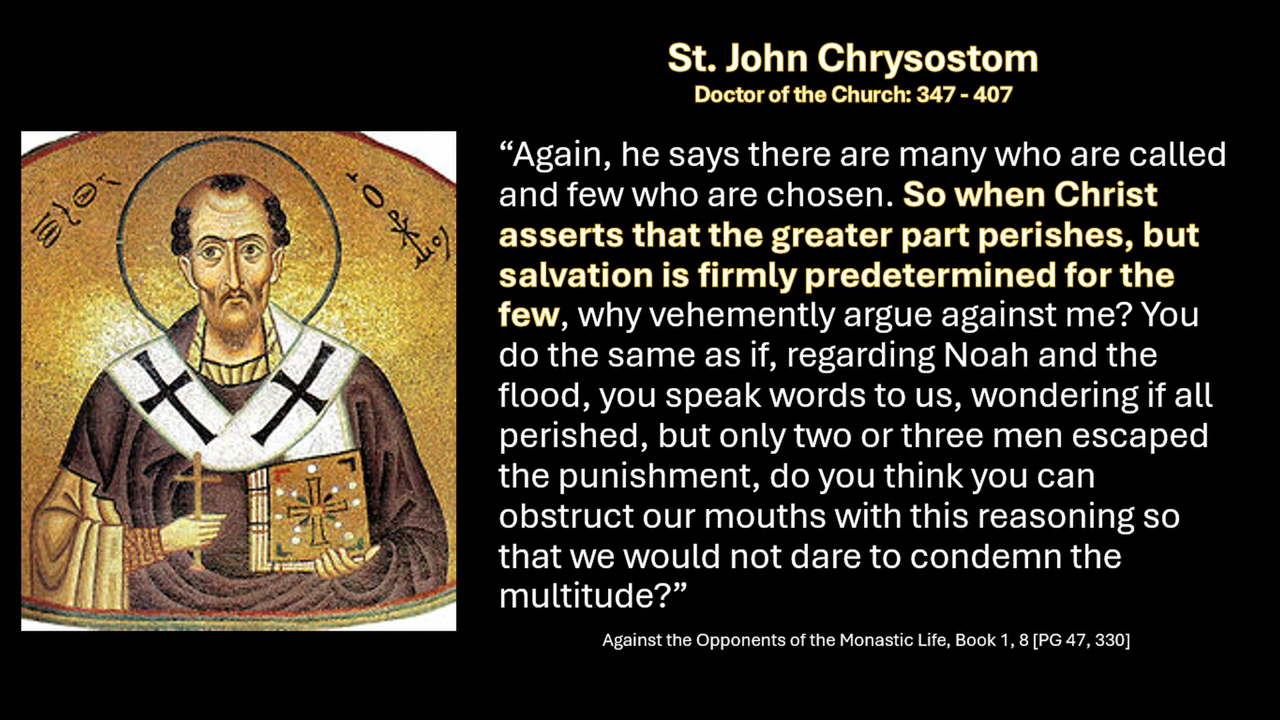 St. John Chrysostom
Doctor of the Church: 347 - 407
“Again, he says there are many who are called
and few who are chosen. So when Christ
asserts that the greater part perishes, but
salvation is firmly predetermined for the
few, why vehemently argue against me? You
do the same as if, regarding Noah and the
flood, you speak words to us, wondering if all
perished, but only two or three men escaped
the punishment, do you think you can
obstruct our mouths with this reasoning so
that we would not dare to condemn the
multitude?”
Against the Opponents of the Monastic Life, Book 1, 8 [PG 47, 330]